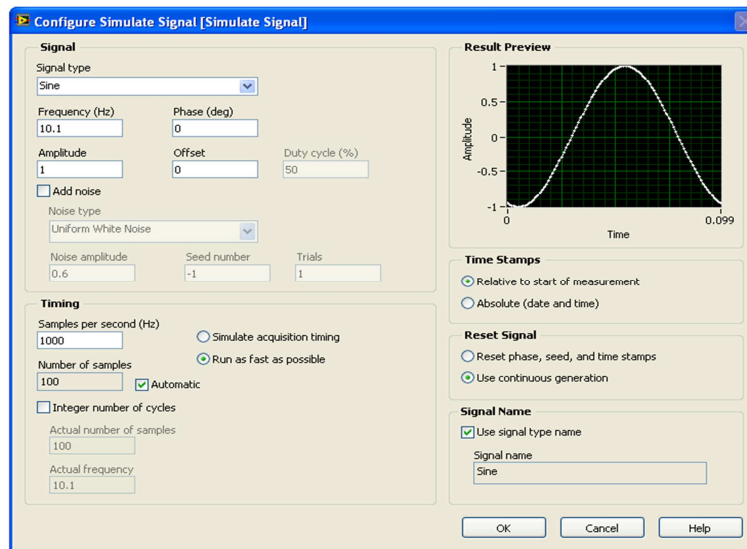 Configure Simulate Signal [Simulate Signal]
Signal
Signal type
Sine
Frequency (Hz)
Phase (deg)
10.1
0
Amplitude
Offset
Duty cycle (%)
1
0
50
Add noise
Noise type
Uniform White Noise
Noise amplitude
Seed number
Trials
0.6
-1
1
Timing
Samples per second (Hz)
1000
Simulate acquisition timing
Run as fast as possible
Number of samples
100
Automatic
Integer number of cycles
Actual number of samples
100
Actual frequency
10.1
Result Preview
Amplitude
1
0.5
0
-0.5
-1
0
0.099
Time
Time Stamps
Relative to start of measurement
Absolute (date and time)
Reset Signal
Reset phase, seed, and time stamps
Use continuous generation
Signal Name
Use signal type name
Signal name
Sine
OK
Cancel
Help